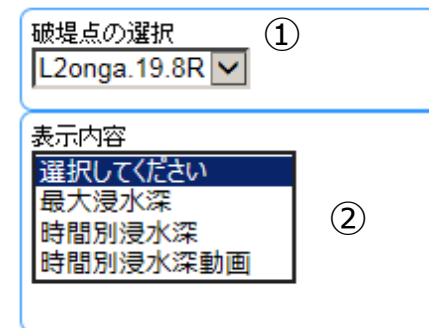 破堤点の選択 ①
L2onga.19.8R
表示内容
選択してください
最大浸水深
時間別浸水深 ②
時間別浸水深動画